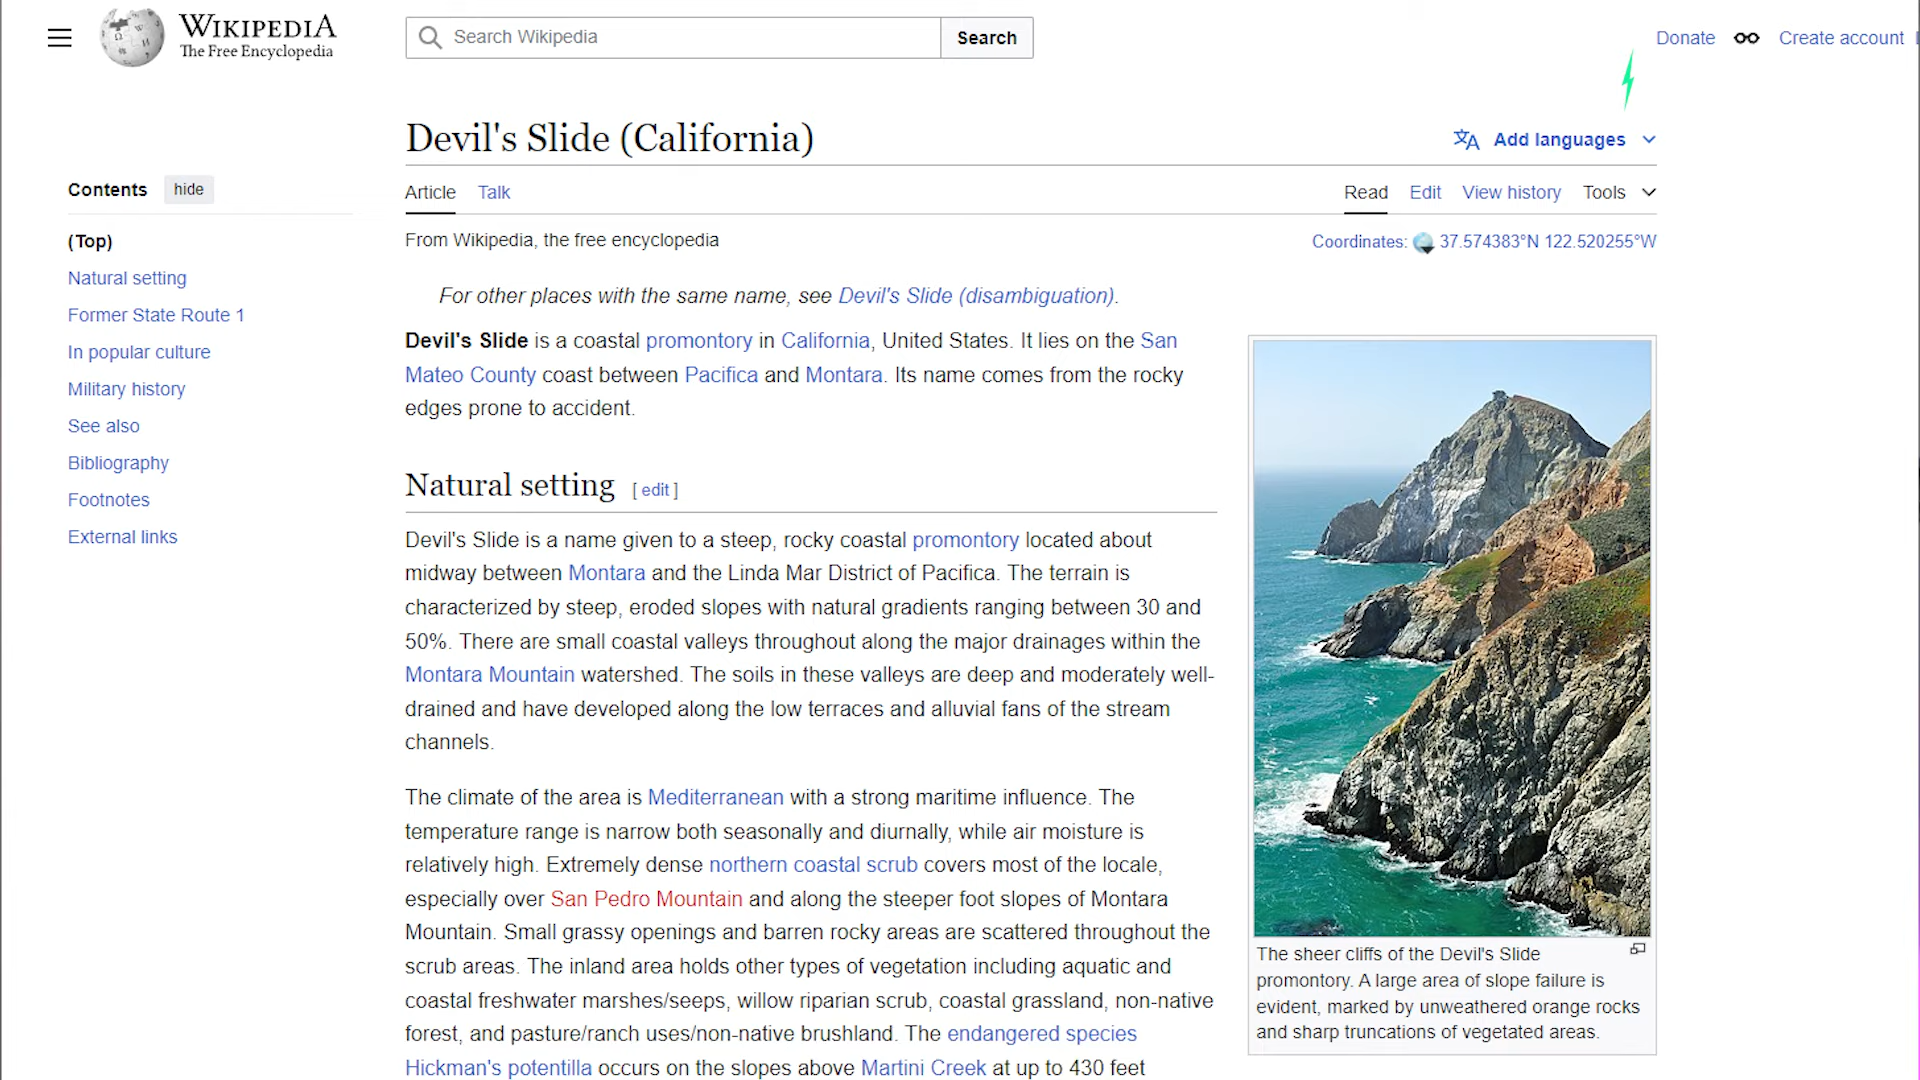 WIKIPEDIA
The Free Encyclopedia
Search Wikipedia
Search
Donate
Create account
Devil's Slide (California)
Add languages
Contents
hide
Article
Talk
Read
Edit
View history
Tools
(Top)
Natural setting
Former State Route 1
In popular culture
Military history
See also
Bibliography
Footnotes
External links
From Wikipedia, the free encyclopedia
Coordinates: 37.574383°N 122.520255°W
For other places with the same name, see Devil's Slide (disambiguation).
Devil's Slide is a coastal promontory in California, United States. It lies on the San
Mateo County coast between Pacifica and Montara. Its name comes from the rocky
edges prone to accident.
Natural setting [ edit ]
Devil's Slide is a name given to a steep, rocky coastal promontory located about
midway between Montara and the Linda Mar District of Pacifica. The terrain is
characterized by steep, eroded slopes with natural gradients ranging between 30 and
50%. There are small coastal valleys throughout along the major drainages within the
Montara Mountain watershed. The soils in these valleys are deep and moderately well-
drained and have developed along the low terraces and alluvial fans of the stream
channels.
The climate of the area is Mediterranean with a strong maritime influence. The
temperature range is narrow both seasonally and diurnally, while air moisture is
relatively high. Extremely dense northern coastal scrub covers most of the locale,
especially over San Pedro Mountain and along the steeper foot slopes of Montara
Mountain. Small grassy openings and barren rocky areas are scattered throughout the
scrub areas. The inland area holds other types of vegetation including aquatic and
coastal freshwater marshes/seeps, willow riparian scrub, coastal grassland, non-native
forest, and pasture/ranch uses/non-native brushland. The endangered species
Hickman's potentilla occurs on the slopes above Martini Creek at up to 430 feet
The sheer cliffs of the Devil's Slide
promontory. A large area of slope failure is
evident, marked by unweathered orange rocks
and sharp truncations of vegetated areas.